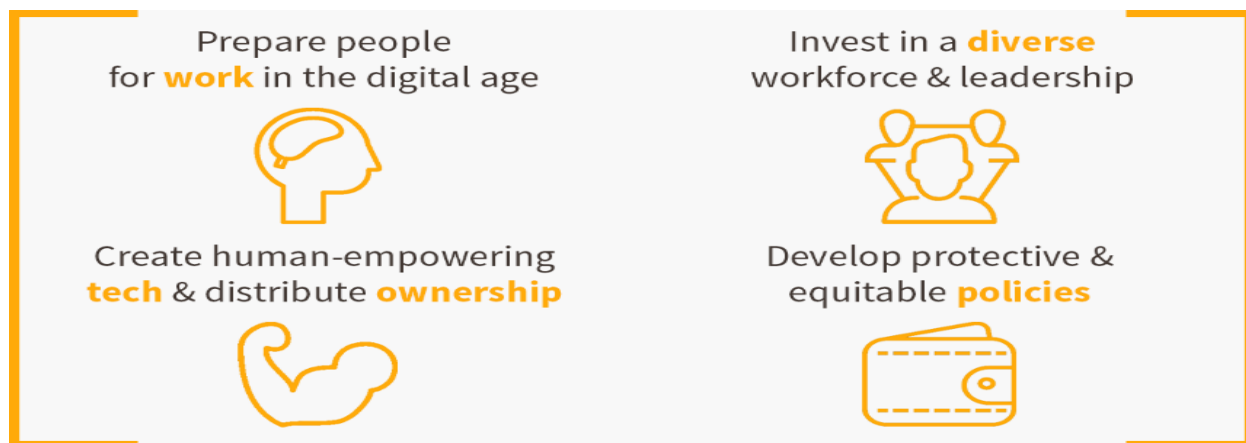 Prepare people
for work in the digital age
Invest in a diverse
workforce & leadership
Create human-empowering
tech & distribute ownership
Develop protective &
equitable policies